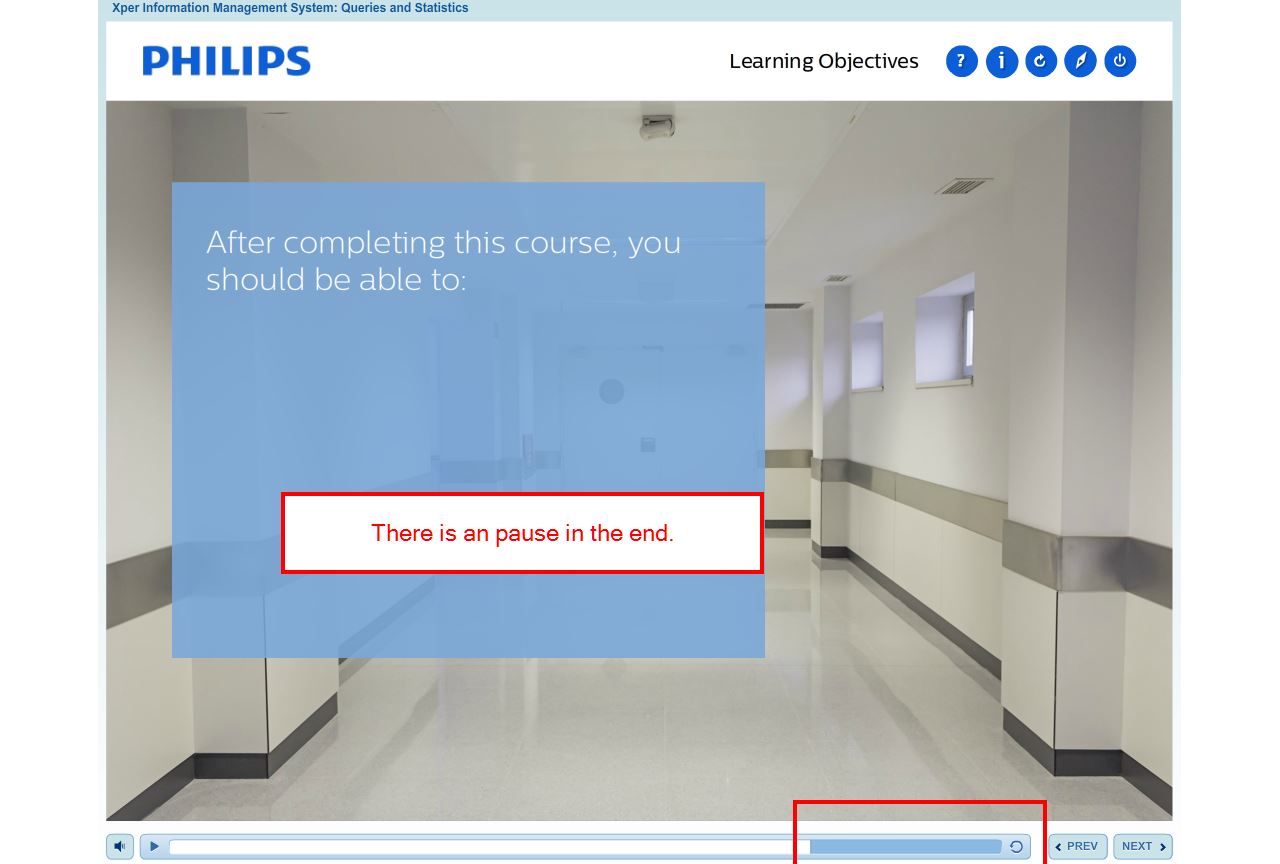 Xper Information Management System: Queries and Statistics
PHILIPS
Learning Objectives
? i
After completing this course, you
should be able to:
There is an pause in the end.
PREV
NEXT